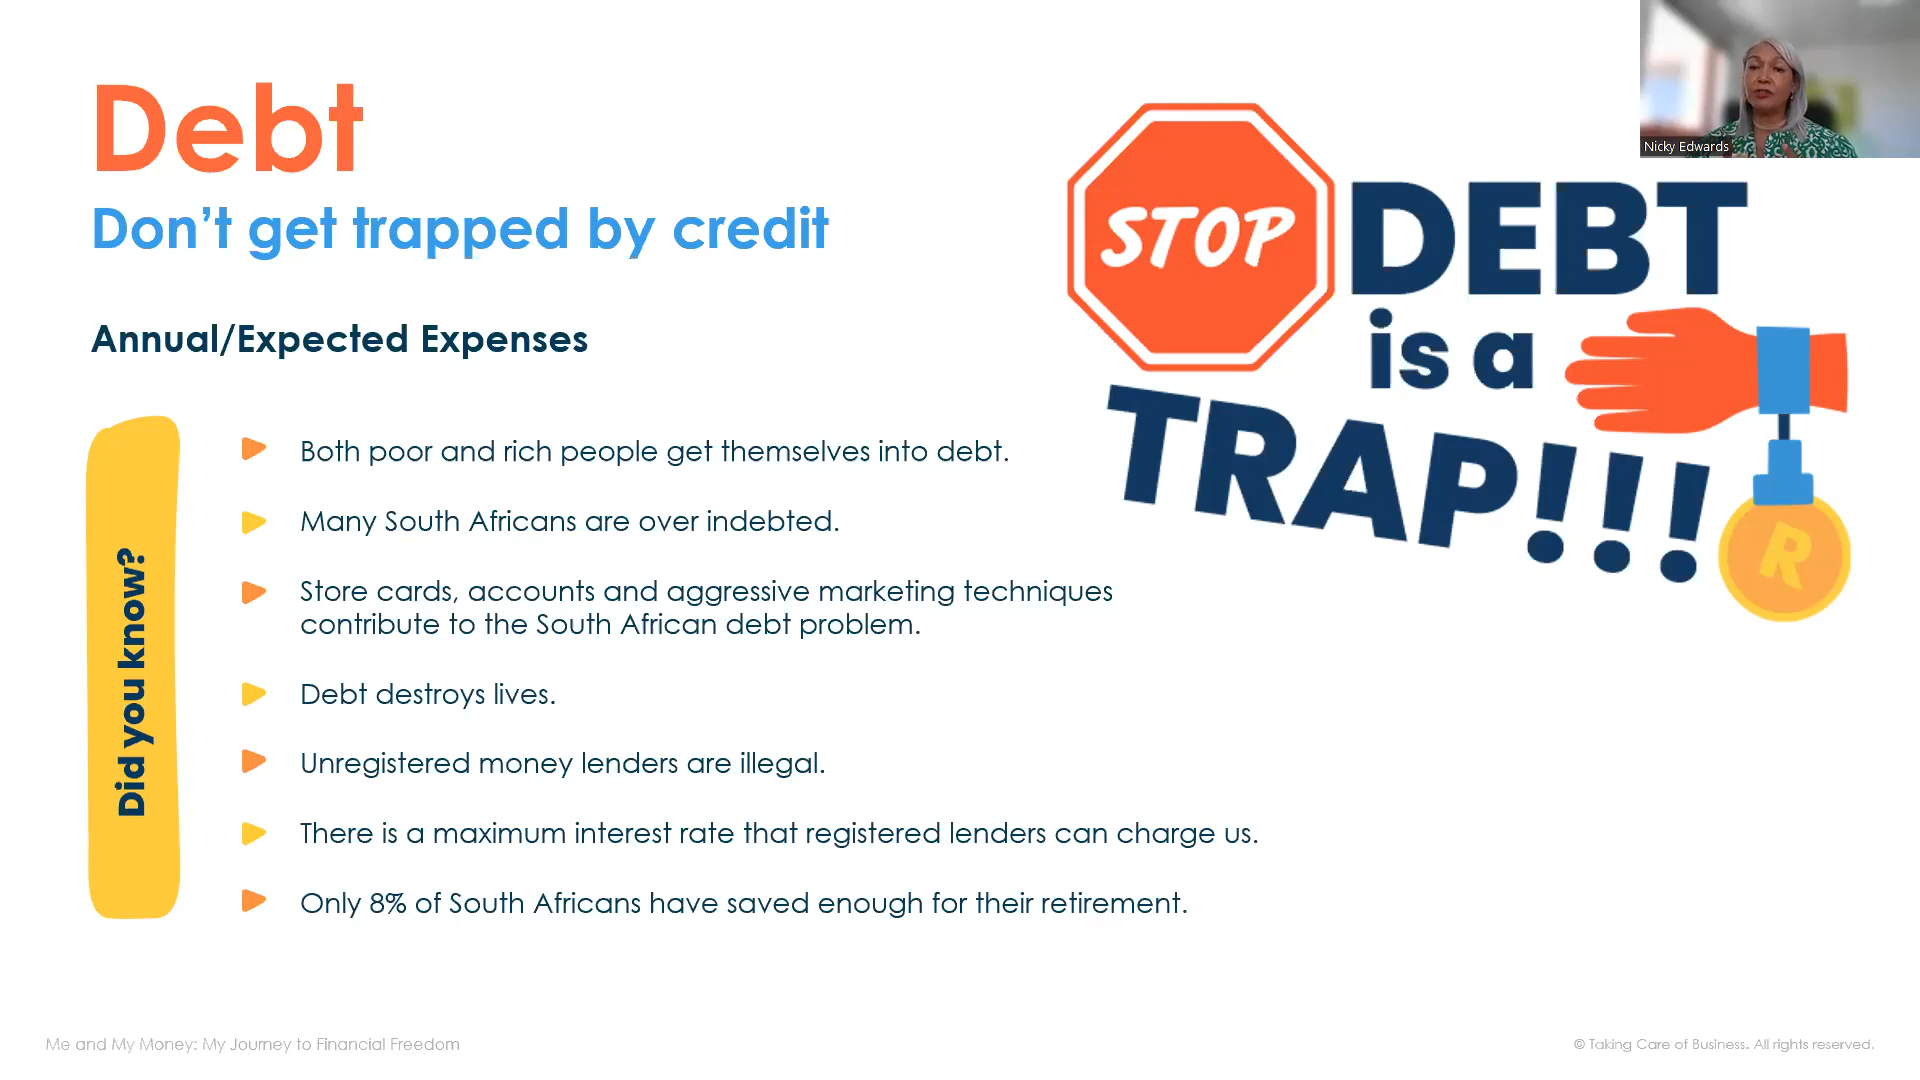 Debt
Don't get trapped by credit
Annual/Expected Expenses
Did you know?
Both poor and rich people get themselves into debt.
Many South Africans are over indebted.
Store cards, accounts and aggressive marketing techniques
contribute to the South African debt problem.
Debt destroys lives.
Unregistered money lenders are illegal.
There is a maximum interest rate that registered lenders can charge us.
Only 8% of South Africans have saved enough for their retirement.
STOP
DEBT
is a
TRAP!!!
R
Nicky Edwards
Me and My Money: My Journey to Financial Freedom
© Taking Care of Business. All rights reserved.